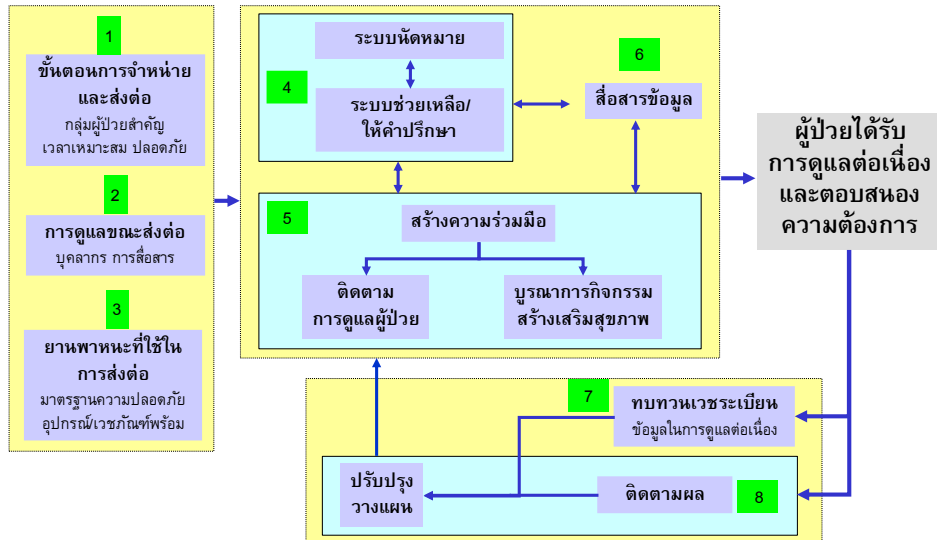 1
ขั้นตอนการจำหน่าย
และส่งต่อ
กลุ่มผู้ป่วยสำคัญ
เวลาเหมาะสม ปลอดภัย
2
การดูแลขณะส่งต่อ
บุคลากร การสื่อสาร
3
ยานพาหนะที่ใช้ใน
การส่งต่อ
มาตรฐานความปลอดภัย
อุปกรณ์/เวชภัณฑ์พร้อม
4
ระบบนัดหมาย
ระบบช่วยเหลือ/
ให้คำปรึกษา
6
สื่อสารข้อมูล
5
สร้างความร่วมมือ
ติดตาม
การดูแลผู้ป่วย
บูรณาการกิจกรรม
สร้างเสริมสุขภาพ
ผู้ป่วยได้รับ
การดูแลต่อเนื่อง
และตอบสนอง
ความต้องการ
7
ทบทวนเวชระเบียน
ข้อมูลในการดูแลต่อเนื่อง
ปรับปรุง
วางแผน
ติดตามผล
8